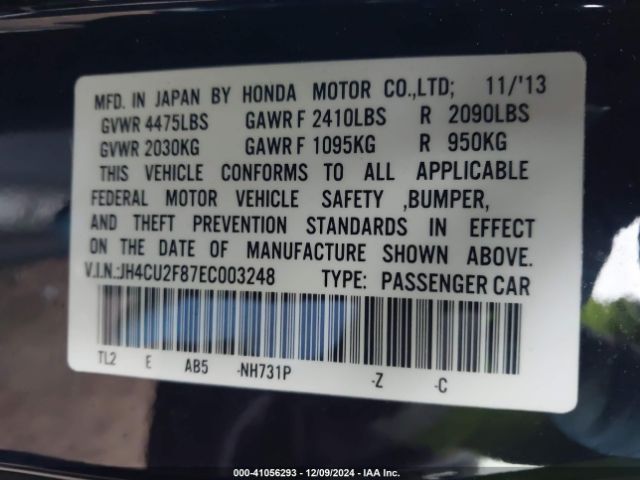 MFD. IN JAPAN BY HONDA MOTOR CO.,LTD; 11/'13
GVWR 4475LBS GAWR F 2410LBS R 2090LBS
GVWR 2030KG GAWR F 1095KG R 950KG
THIS VEHICLE CONFORMS TO ALL APPLICABLE
FEDERAL MOTOR VEHICLE SAFETY ,BUMPER,
AND THEFT PREVENTION STANDARDS IN EFFECT
ON THE DATE OF MANUFACTURE SHOWN ABOVE.
V.I.N.:JH4CU2F87EC003248 TYPE: PASSENGER CAR
TL2 E AB5 -NH731P -Z -C
000-41056293 - 12/09/2024 - IAA Inc.